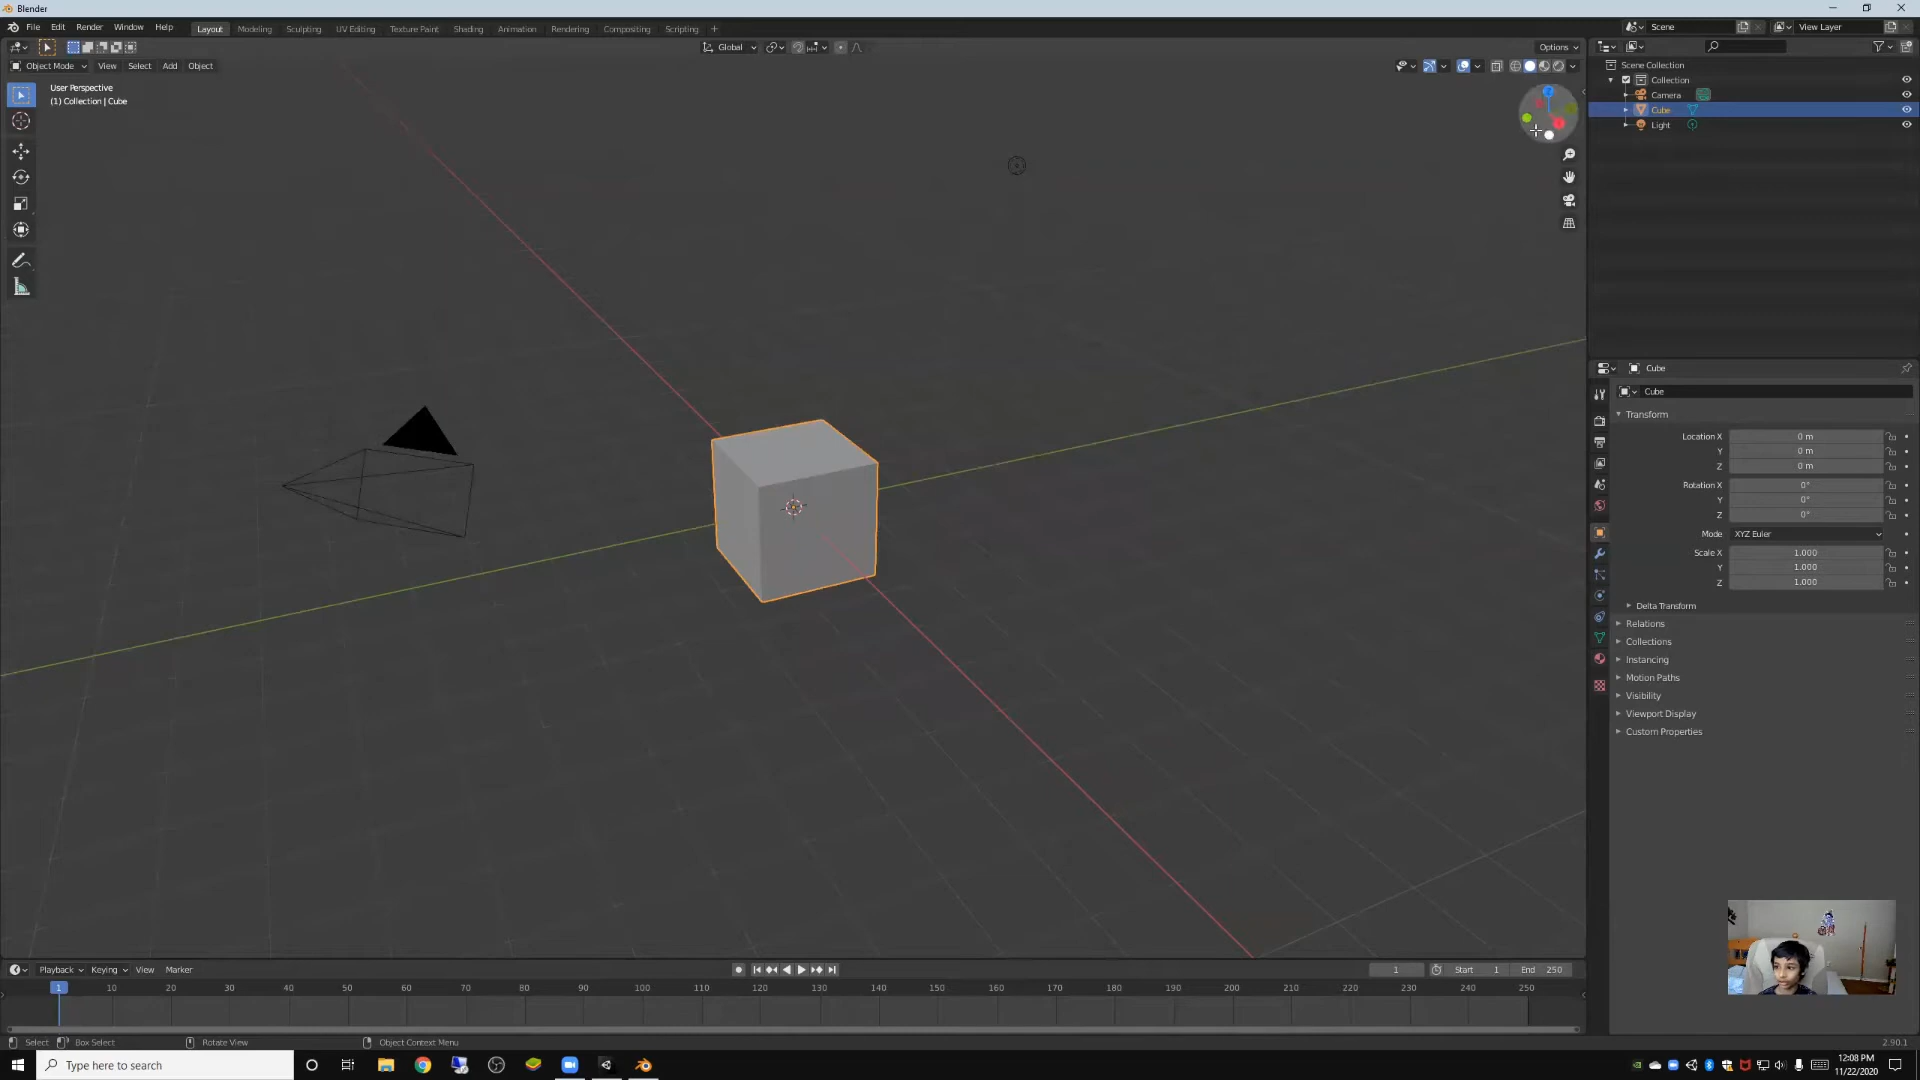 Blender
File Edit Render Window Help Layout Modeling Sculpting UV Editing Texture Paint Shading Animation Rendering Compositing Scripting + Scene View Layer
Global Options
Object Mode View Select Add Object
User Perspective
(1) Collection | Cube
Scene Collection
Collection
Camera
Cube
Light
Cube
Cube
Transform
Location X 0 m
Y 0 m
Z 0 m
Rotation X 0°
Y 0°
Z 0°
Mode XYZ Euler
Scale X 1.000
Y 1.000
Z 1.000
Delta Transform
Relations
Collections
Instancing
Motion Paths
Visibility
Viewport Display
Custom Properties
Playback Keying View Marker 1 Start 1 End 250
1 10 20 30 40 50 60 70 80 90 100 110 120 130 140 150 160 170 180 190 200 210 220 230 240 250
Select Box Select Rotate View Object Context Menu 2.90.1
Type here to search
12:08 PM
11/22/2020